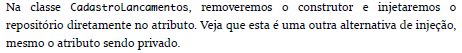 Na classe CadastroLancamentos, removeremos o construtor e injetaremos o
repositório diretamente no atributo. Veja que esta é uma outra alternativa de injeção,
mesmo o atributo sendo privado.